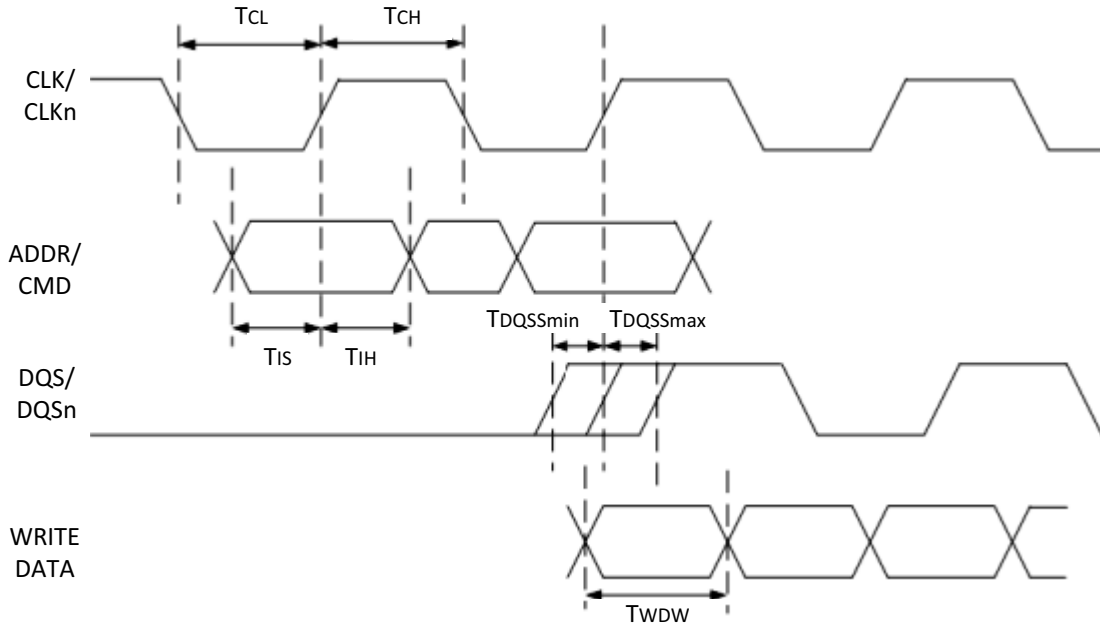 TCL
TCH
CLK/
CLKn
ADDR/
CMD
TIS
TIH
TDQSSmin
TDQSSmax
DQS/
DQSn
WRITE
DATA
TWDW